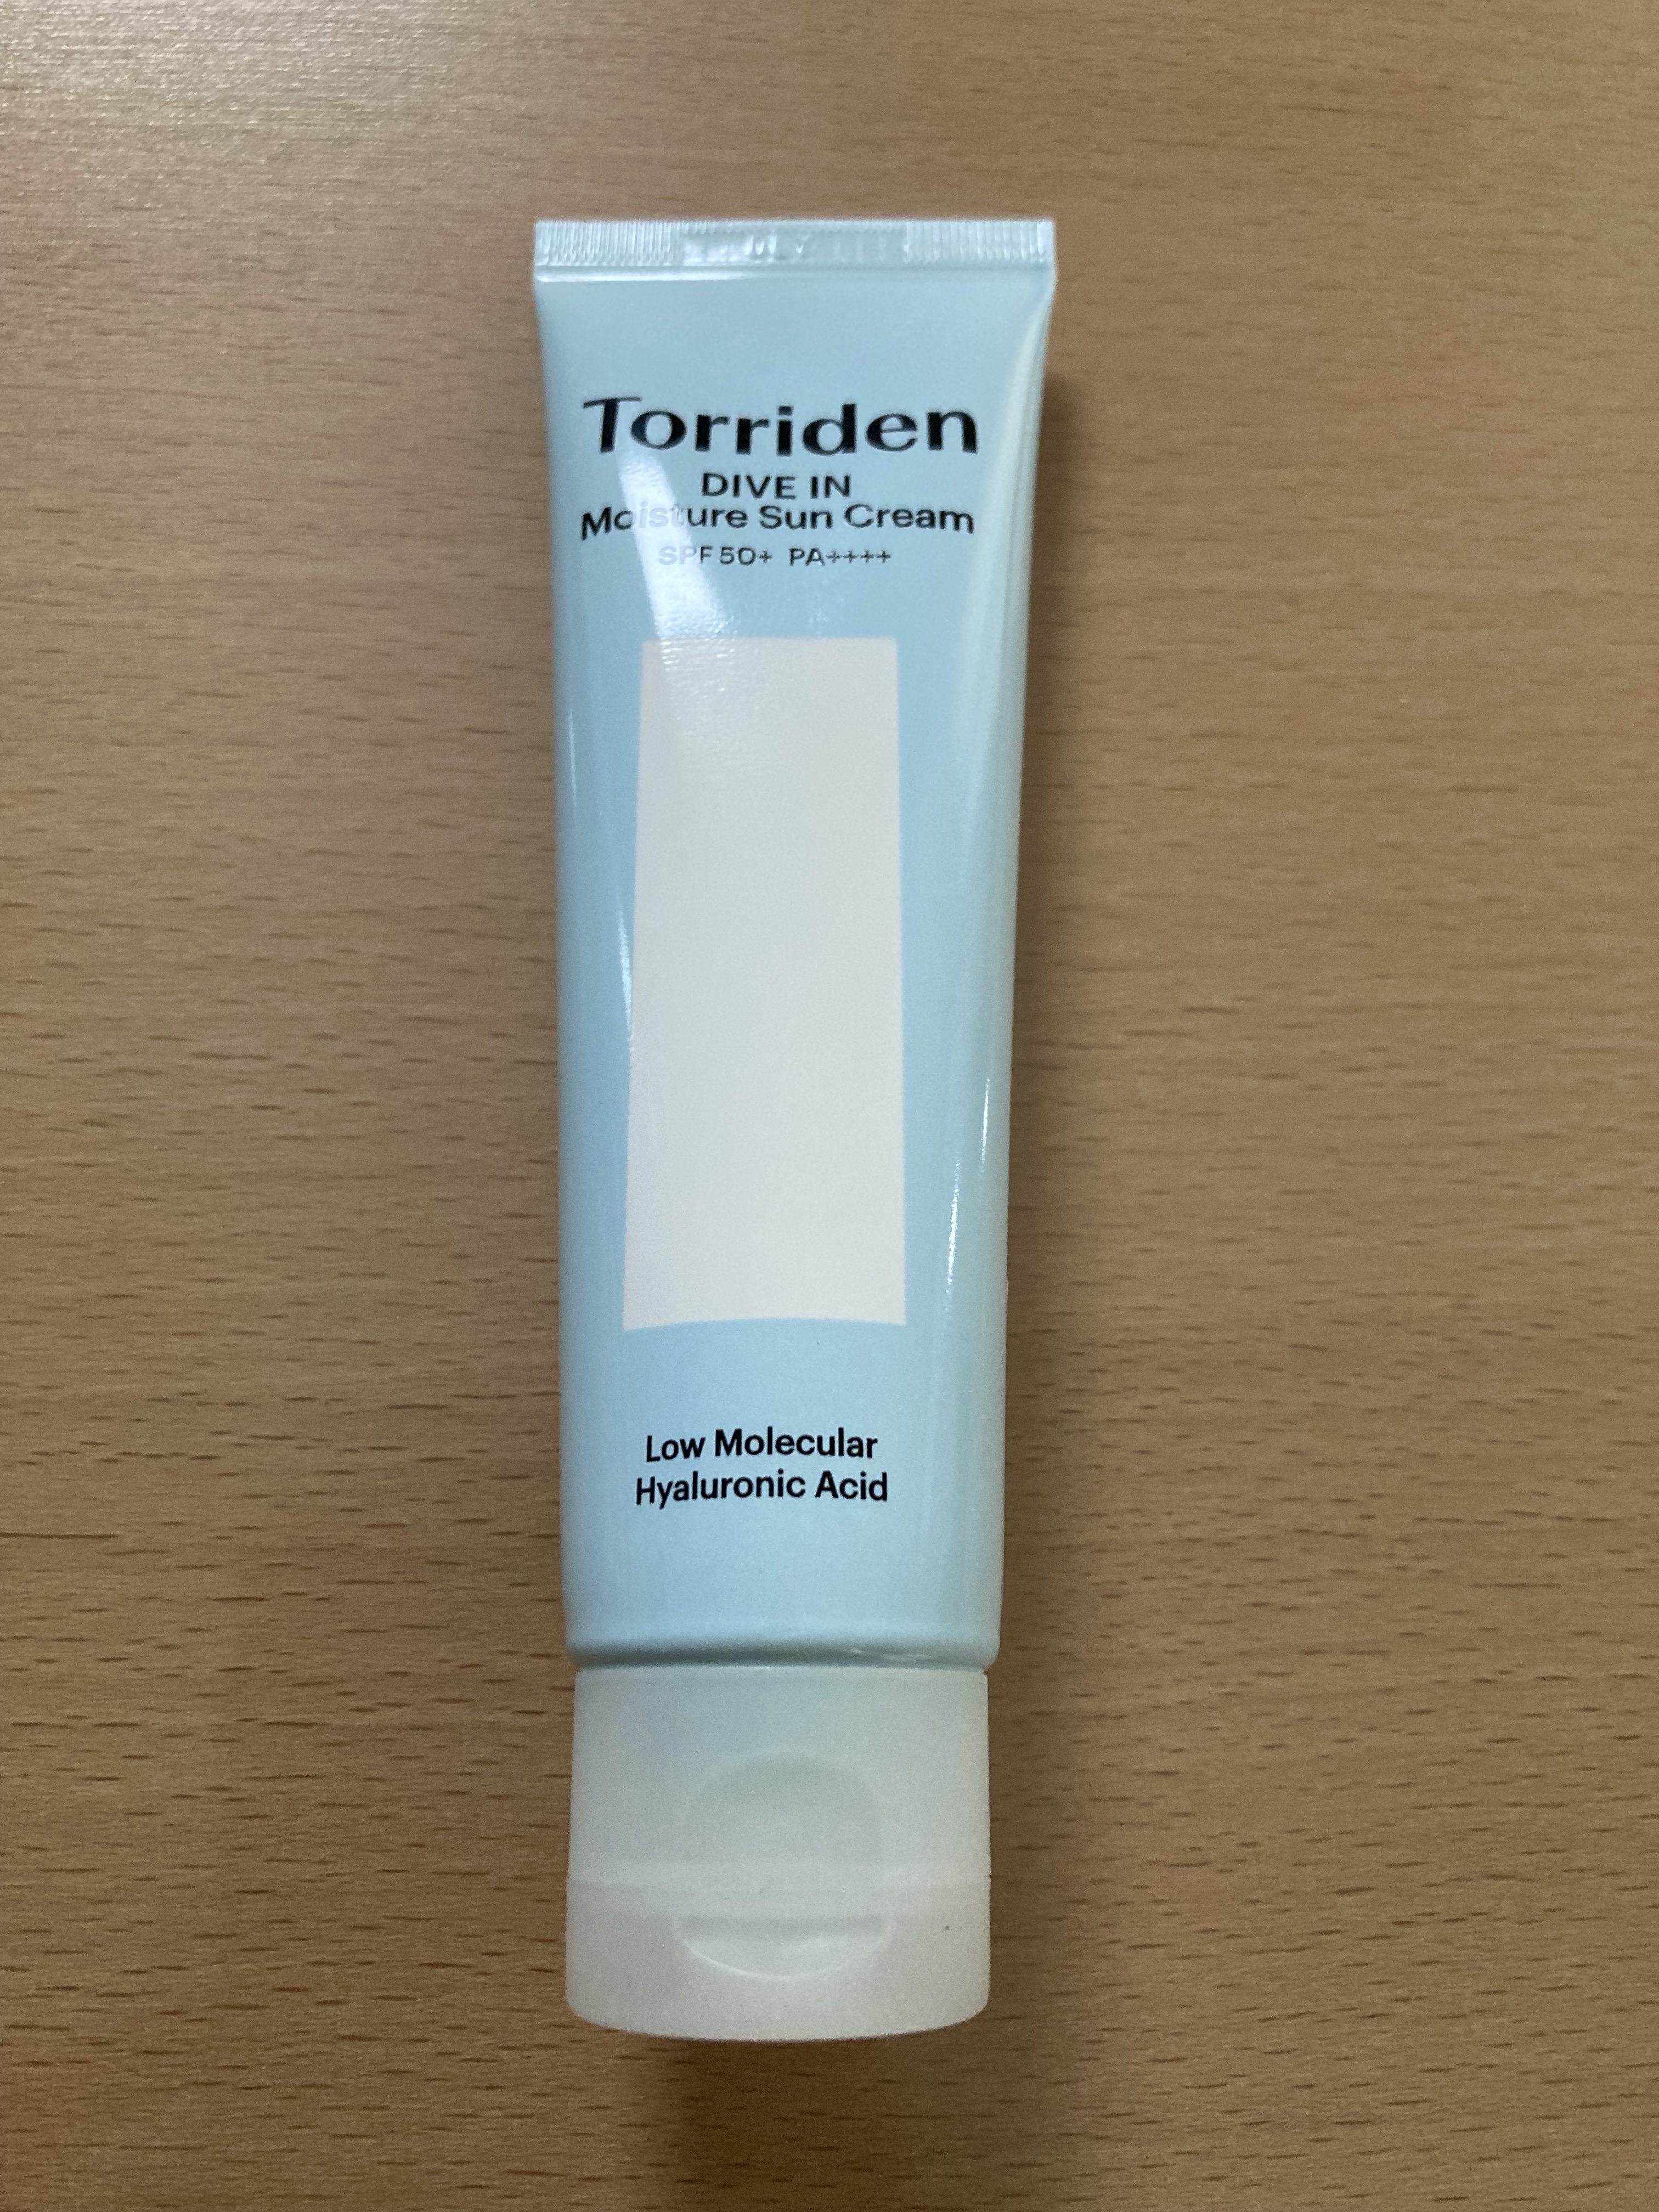 Torriden
DIVE IN
Moisture Sun Cream
SPF 50+ PA++++
Low Molecular
Hyaluronic Acid